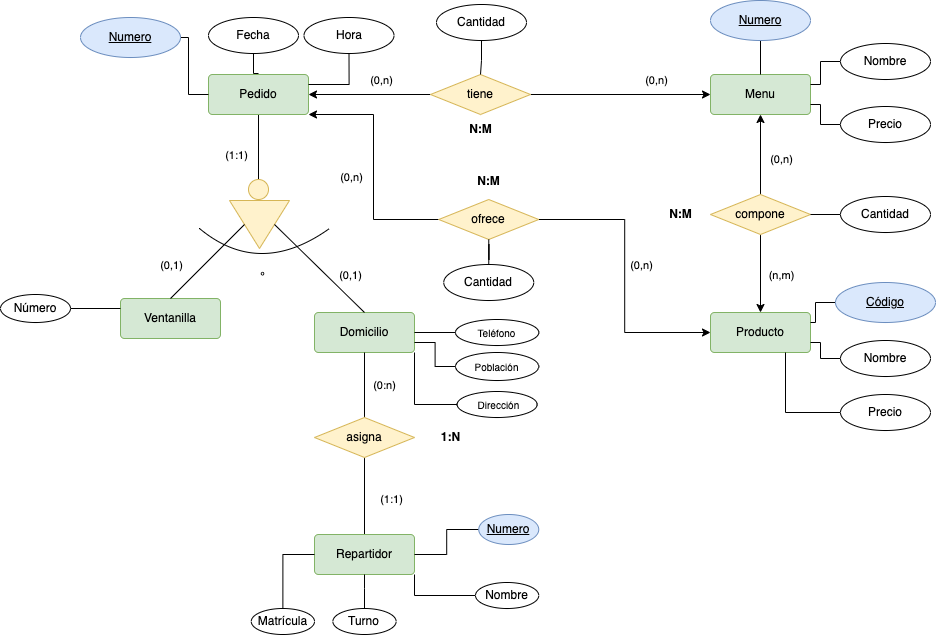 Numero
Fecha
Hora
Cantidad
Numero
Nombre
Pedido
(0,n)
tiene
(0,n)
Menu
Precio
N:M
(1:1)
(0,n)
N:M
(0,n)
ofrece
N:M
compone
Cantidad
(0,1)
(0,1)
(0,n)
(n,m)
Cantidad
Número
Ventanilla
Código
Domicilio
Teléfono
Producto
Nombre
Población
(0:n)
Dirección
Precio
asigna
1:N
(1:1)
Numero
Repartidor
Nombre
Matrícula
Turno